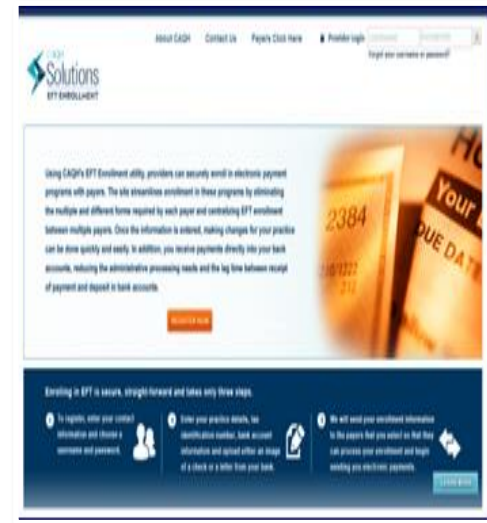 About CAQH Contact Us Payers Click Here Provider Login
Forgot your username or password?
CAQH
Solutions
EFT ENROLLMENT
Using CAQH's EFT Enrollment utility, providers can securely enroll in electronic payment
programs with payers. The site streamlines enrollment in these programs by eliminating
the multiple and different forms required by each payer and centralizing EFT enrollment
between multiple payers. Once the information is entered, making changes for your practice
can be done quickly and easily. In addition, you receive payments directly into your bank
accounts, reducing the administrative processing needs and the lag time between receipt
of payment and deposit in bank accounts.
REGISTER NOW
2384
Your
DUE DATE
Enrolling in EFT is secure, straight-forward and takes only three steps.
1 To register, enter your contact
information and choose a
username and password.
2 Enter your practice details, tax
identification number, bank account
information and upload either an image
of a check or a letter from your bank.
3 We will send your enrollment information
to the payers that you select so that they
can process your enrollment and begin
sending you electronic payments.
LEARN MORE